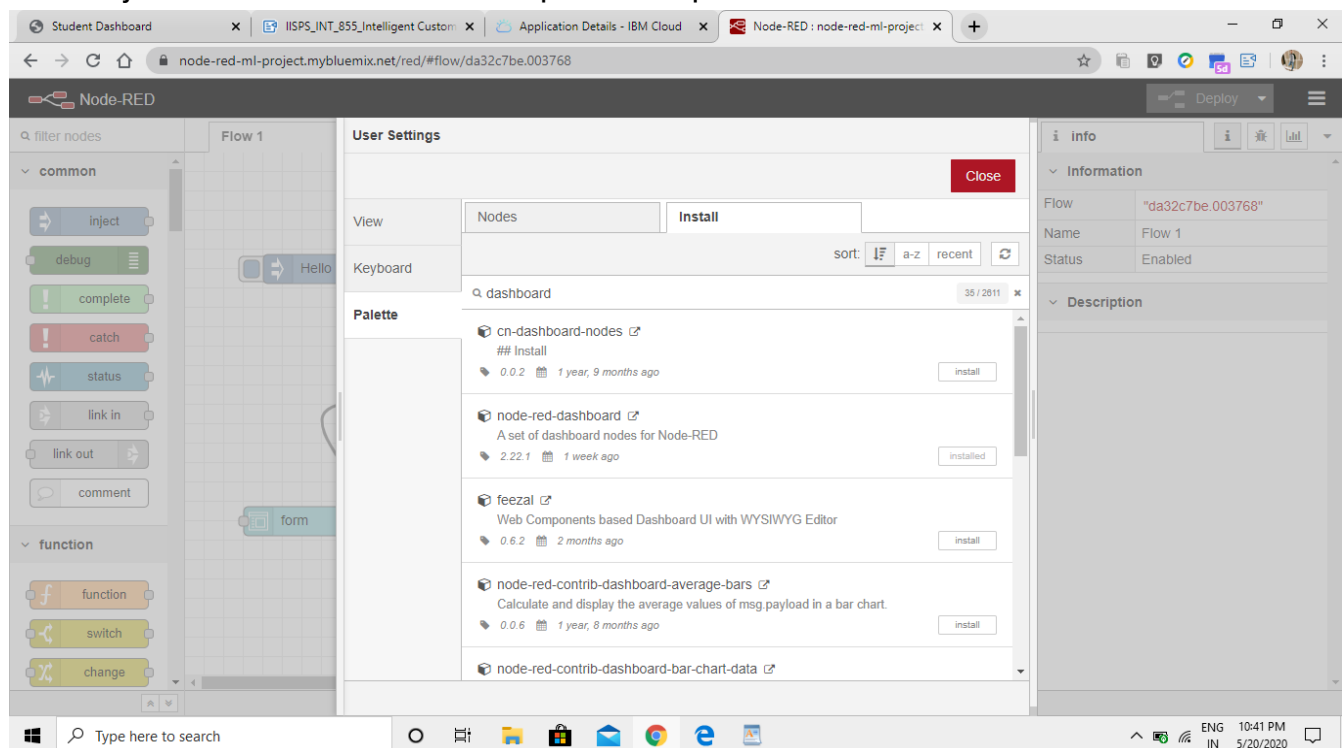 Student Dashboard
IISPS_INT_855_Intelligent Custom
Application Details - IBM Cloud
Node-RED : node-red-ml-project
node-red-ml-project.mybluemix.net/red/#flow/da32c7be.003768
5d
Node-RED
Deploy
filter nodes
Flow 1
User Settings
i info
i
common
Close
Information
inject
View
Nodes
Install
Flow
"da32c7be.003768"
Name
Flow 1
debug
Hello
Keyboard
sort:
a-z
recent
Status
Enabled
complete
dashboard
35 / 2611
Description
catch
Palette
cn-dashboard-nodes
## Install
status
0.0.2
1 year, 9 months ago
install
link in
node-red-dashboard
A set of dashboard nodes for Node-RED
link out
2.22.1
1 week ago
installed
comment
feezal
form
Web Components based Dashboard UI with WYSIWYG Editor
function
0.6.2
2 months ago
install
function
node-red-contrib-dashboard-average-bars
Calculate and display the average values of msg.payload in a bar chart.
switch
0.0.6
1 year, 8 months ago
install
change
node-red-contrib-dashboard-bar-chart-data
Type here to search
ENG
IN
10:41 PM
5/20/2020